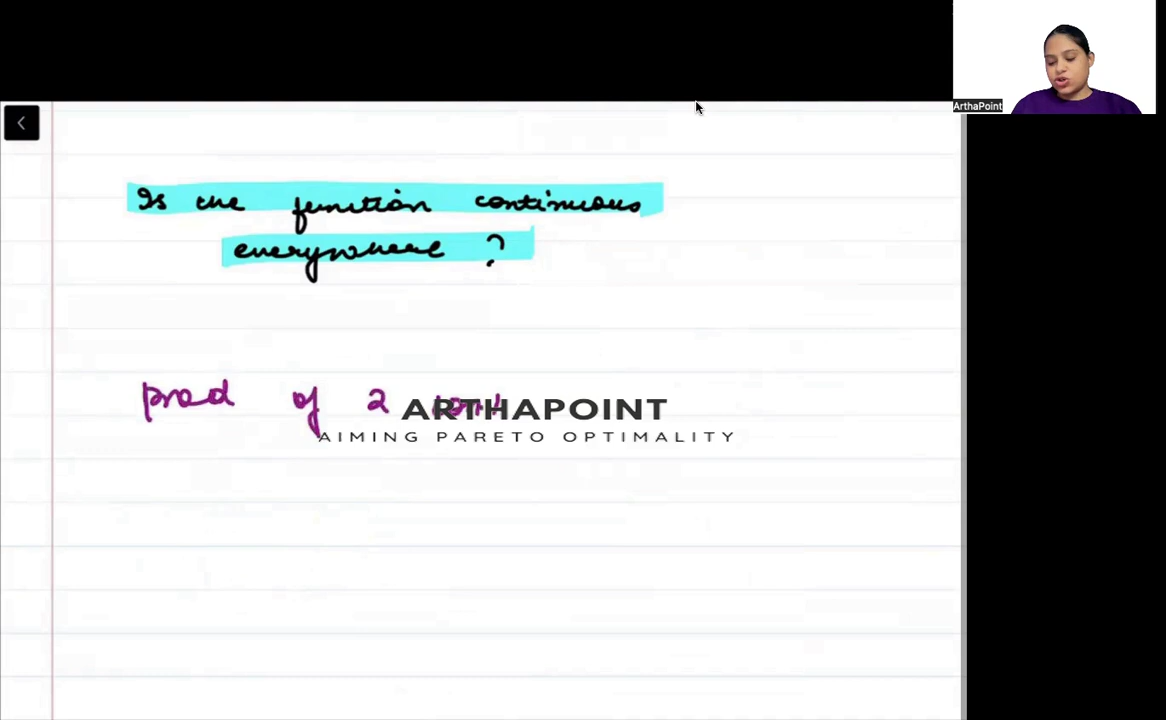 ArthaPoint
Is the function continuous
everywhere ?
prod of 2
ARTHAPOINT
AIMING PARETO OPTIMALITY